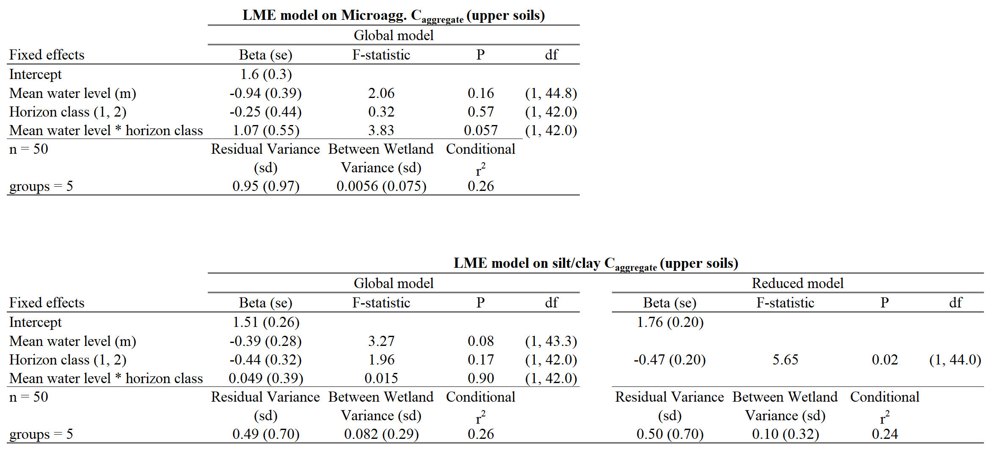 LME model on Microagg. Caggregate (upper soils)
Global model
Fixed effects Beta (se) F-statistic P df
Intercept 1.6 (0.3)
Mean water level (m) -0.94 (0.39) 2.06 0.16 (1, 44.8)
Horizon class (1, 2) -0.25 (0.44) 0.32 0.57 (1, 42.0)
Mean water level * horizon class 1.07 (0.55) 3.83 0.057 (1, 42.0)
n = 50 Residual Variance Between Wetland Conditional
(sd) Variance (sd) r2
groups = 5 0.95 (0.97) 0.0056 (0.075) 0.26
LME model on silt/clay Caggregate (upper soils)
Global model Reduced model
Fixed effects Beta (se) F-statistic P df Beta (se) F-statistic P df
Intercept 1.51 (0.26) 1.76 (0.20)
Mean water level (m) -0.39 (0.28) 3.27 0.08 (1, 43.3)
Horizon class (1, 2) -0.44 (0.32) 1.96 0.17 (1, 42.0) -0.47 (0.20) 5.65 0.02 (1, 44.0)
Mean water level * horizon class 0.049 (0.39) 0.015 0.90 (1, 42.0)
n = 50 Residual Variance Between Wetland Conditional Residual Variance Between Wetland Conditional
(sd) Variance (sd) r2 (sd) Variance (sd) r2
groups = 5 0.49 (0.70) 0.082 (0.29) 0.26 0.50 (0.70) 0.10 (0.32) 0.24